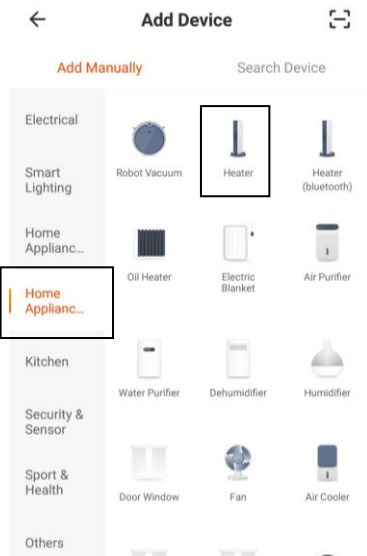 Add Device
Add Manually
Search Device
Electrical
Smart
Lighting
Home
Applianc...
Home
Applianc...
Kitchen
Security &
Sensor
Sport &
Health
Others
Robot Vacuum
Heater
Heater
(bluetooth)
Oil Heater
Electric
Blanket
Air Purifier
Water Purifier
Dehumidifier
Humidifier
Door Window
Fan
Air Cooler